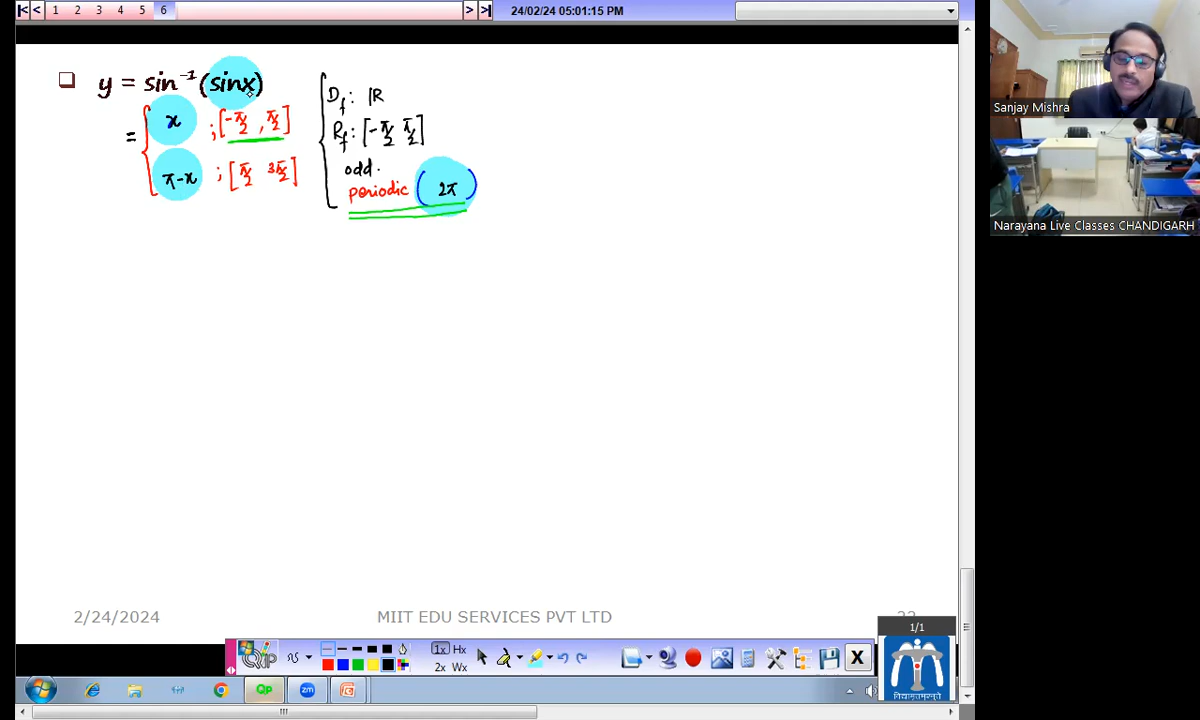 1 2 3 4 5 6
24/02/24 05:01:15 PM
y = sin⁻¹(sinx)
= { x ; [-π/2 , π/2]
π-x ; [π/2 3π/2]
D_f : ℝ
R_f : [-π/2 π/2]
odd.
periodic (2π)
2/24/2024
MIIT EDU SERVICES PVT LTD
1/1
1x Hx
2x Wx
Sanjay Mishra
Narayana Live Classes CHANDIGARH